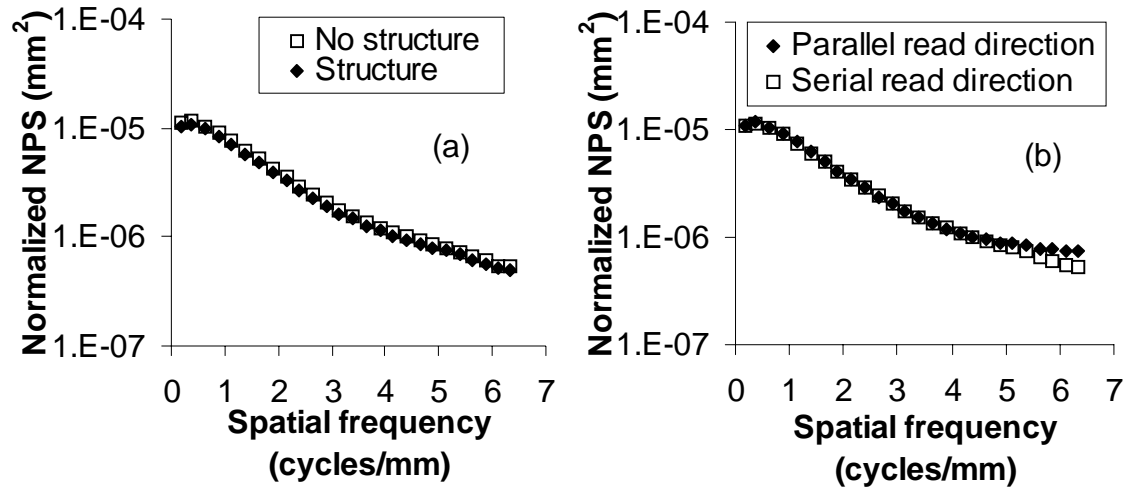 1.E-04
No structure
Structure
1.E-05
(a)
1.E-06
1.E-07
Normalized NPS (mm²)
0 1 2 3 4 5 6 7
Spatial frequency
(cycles/mm)
1.E-04
Parallel read direction
Serial read direction
1.E-05
(b)
1.E-06
1.E-07
Normalized NPS (mm²)
0 1 2 3 4 5 6 7
Spatial frequency
(cycles/mm)